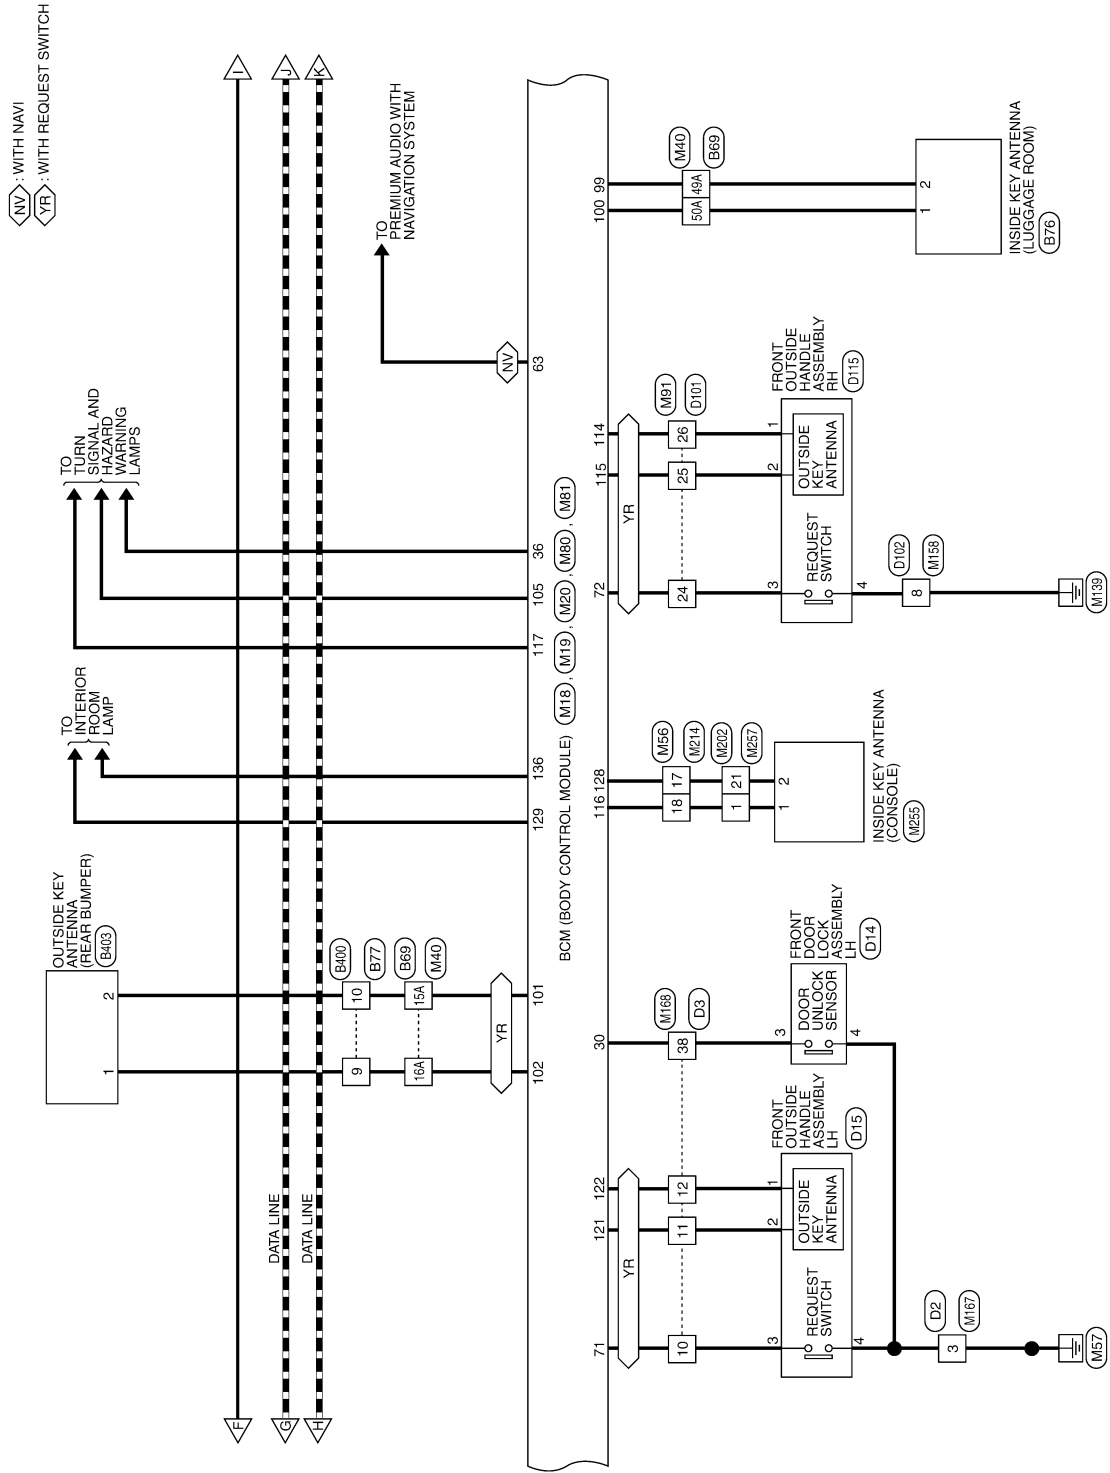 NV : WITH NAVI
YR : WITH REQUEST SWITCH
F
I
DATA LINE
G
J
DATA LINE
H
K
OUTSIDE KEY
ANTENNA
(REAR BUMPER)
B403
1
2
9
10
B400
B77
16A
15A
B69
M40
YR
102
101
TO
INTERIOR
ROOM
LAMP
129
136
TO
TURN
SIGNAL AND
HAZARD
WARNING
LAMPS
117
105
36
TO
PREMIUM AUDIO WITH
NAVIGATION SYSTEM
NV
63
BCM (BODY CONTROL MODULE) M18 , M19 , M20 , M80 , M81
71
121
122
30
YR
10
11
12
38
M168
D3
3
2
1
REQUEST
SWITCH
OUTSIDE
KEY
ANTENNA
FRONT
OUTSIDE
HANDLE
ASSEMBLY
LH
D15
4
3
DOOR
UNLOCK
SENSOR
FRONT
DOOR
LOCK
ASSEMBLY
LH
D14
4
3
D2
M167
M57
116
128
18
17
M56
M214
1
21
M202
M257
1
2
INSIDE KEY ANTENNA
(CONSOLE)
M255
72
115
114
YR
24
25
26
M91
D101
3
2
1
REQUEST
SWITCH
OUTSIDE
KEY
ANTENNA
FRONT
OUTSIDE
HANDLE
ASSEMBLY
RH
D115
4
8
D102
M158
M139
100
99
50A
49A
M40
B69
1
2
INSIDE KEY ANTENNA
(LUGGAGE ROOM)
B76